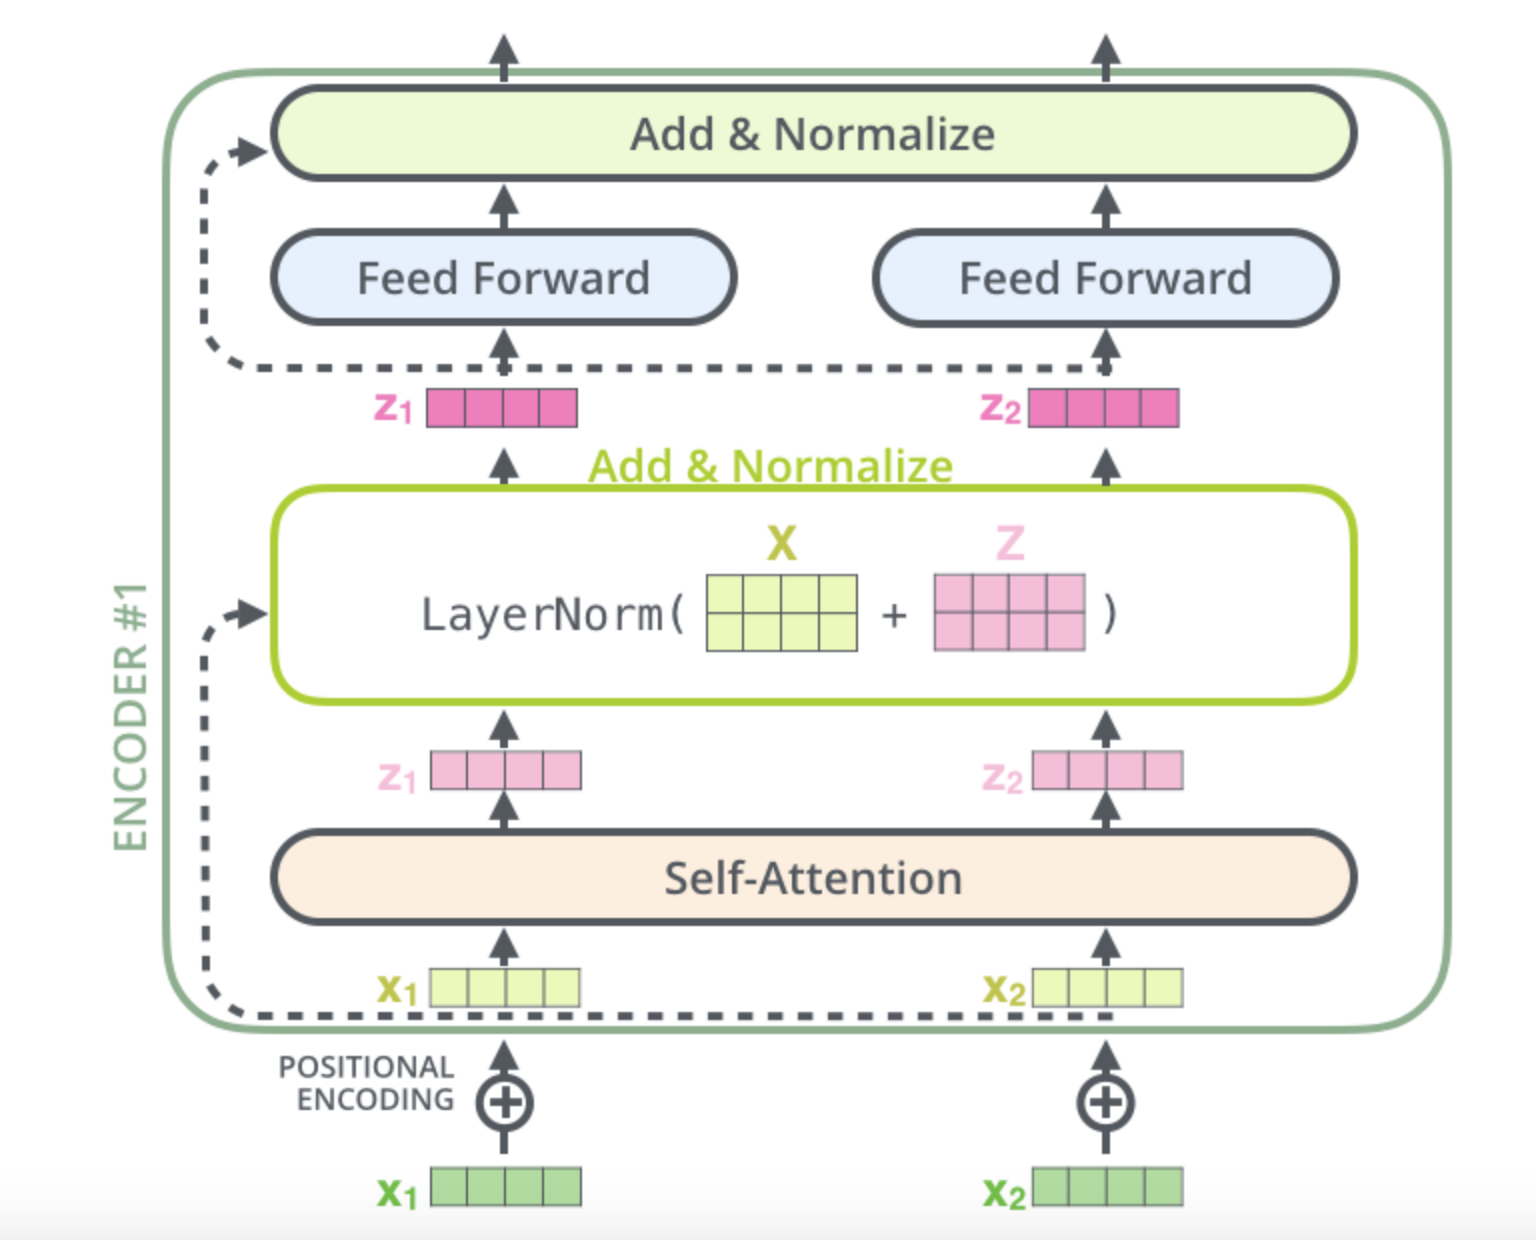 Add & Normalize
Feed Forward Feed Forward
z1 z2
Add & Normalize
X Z
LayerNorm( + )
z1 z2
Self-Attention
x1 x2
ENCODER #1
POSITIONAL
ENCODING
x1 x2